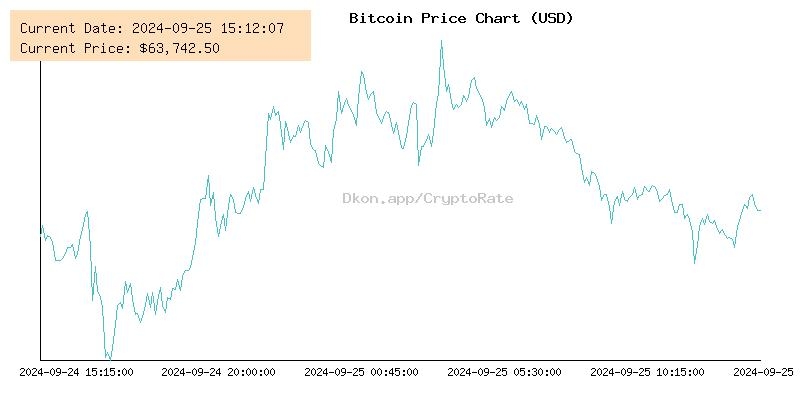 Bitcoin Price Chart (USD)
Current Date: 2024-09-25 15:12:07
Current Price: $63,742.50
Dkon.app/CryptoRate
2024-09-24 15:15:00 2024-09-24 20:00:00 2024-09-25 00:45:00 2024-09-25 05:30:00 2024-09-25 10:15:00 2024-09-25